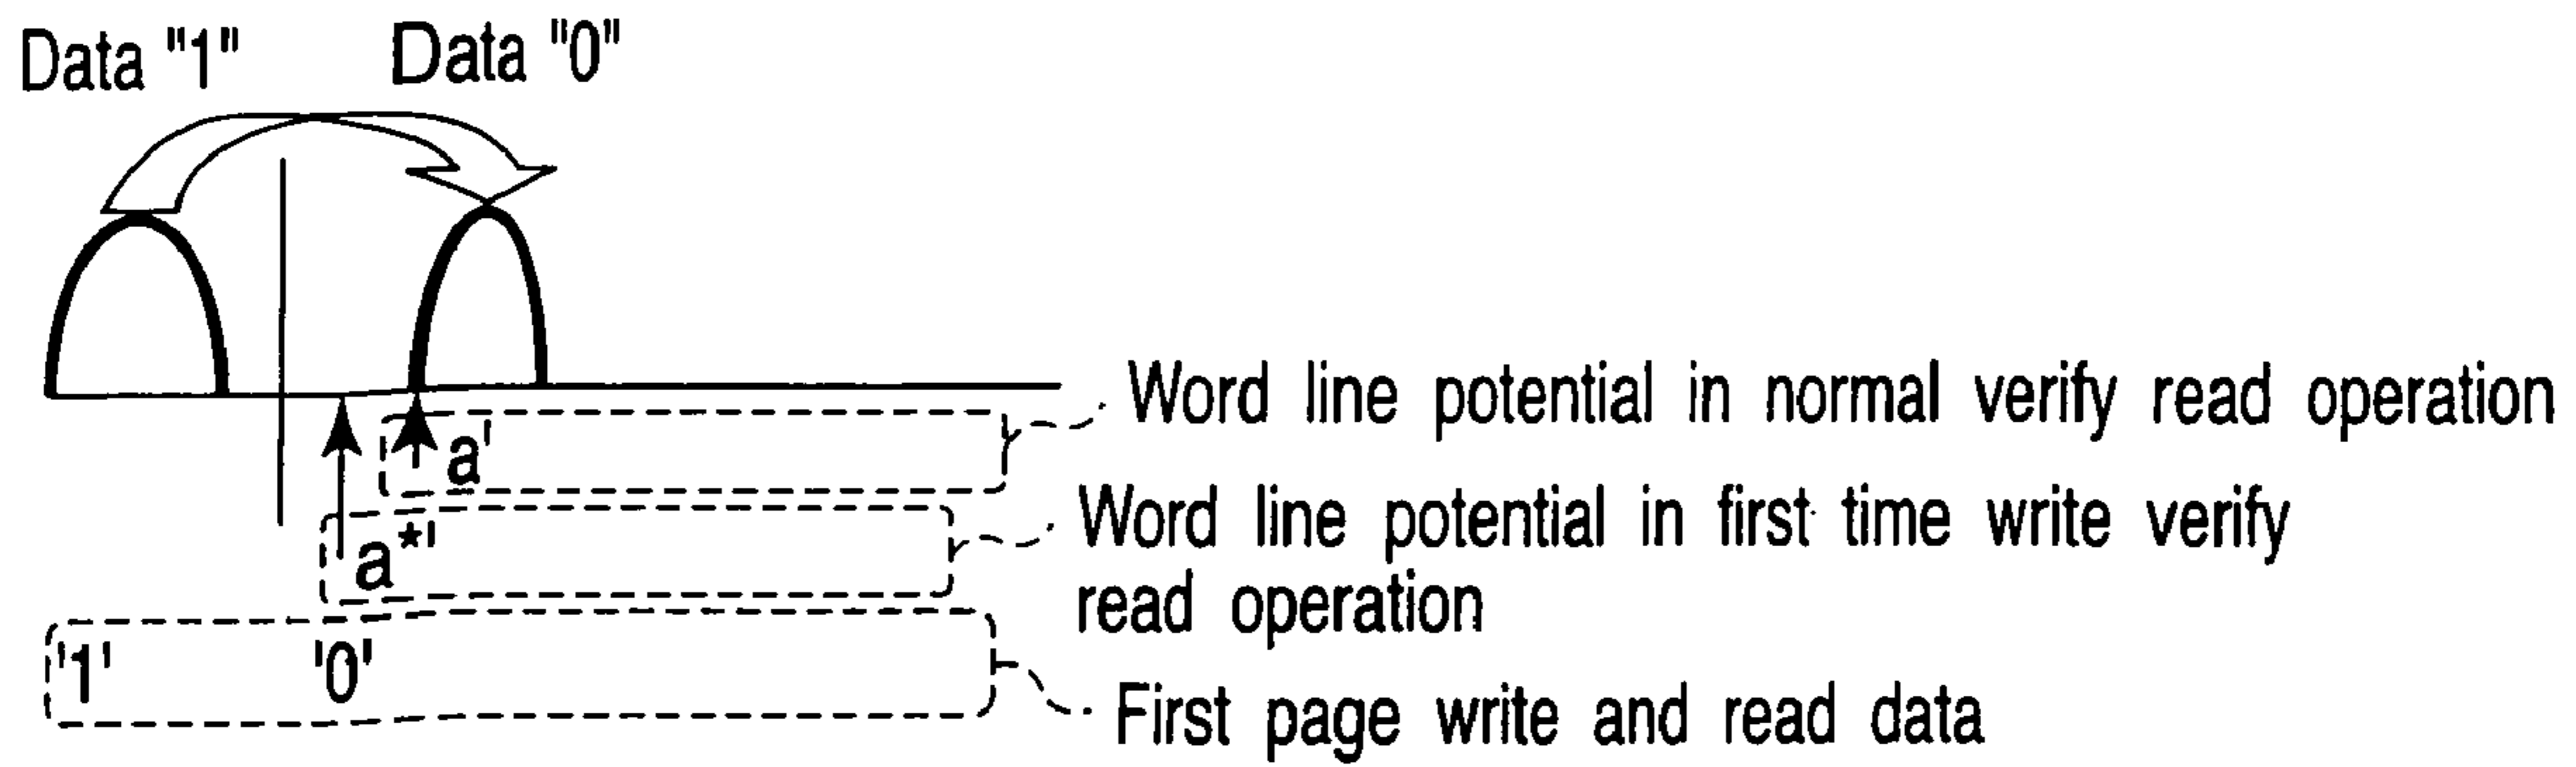 Data "1" Data "0"
Word line potential in normal verify read operation
a'
Word line potential in first time write verify
a*'
read operation
'1' '0'
First page write and read data